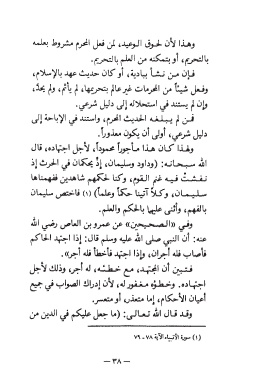 وهذا لأن لحوق الوعيد، لمن فعل المحرم مشروط بعلمه
بالتحريم، أو بتمكنه من العلم بالتحريم.
فإن من نشأ ببادية، أو كان حديث عهد بالإسلام،
وفعل شيئاً من المحرمات غير عالم بتحريمها، لم يأثم، ولم يحد،
وإن لم يستند في استحلاله إلى دليل شرعي.
فمن لم يبلغه الحديث المحرم، واستند في الإباحة إلى
دليل شرعي، أولى أن يكون معذوراً.
ولهذا كان هذا مأجوراً محموداً، لأجل اجتهاده، قال
الله سبحانه: (وداود وسليمان، إذ يحكمان في الحرث إذ
نفشت فيه غنم القوم، وكنا لحكمهم شاهدين ففهمناها
سليمان، وكلاً آتينا حكماً وعلماً) (١) فاختص سليمان
بالفهم، وأثنى عليهما بالحكم والعلم.
وفي «الصحيحين» عن عمرو بن العاص رضي الله
عنه: أن النبي صلى الله عليه وسلم قال: إذا اجتهد الحاكم
فأصاب فله أجران، وإذا اجتهد فأخطأ فله أجر».
فتبين أن المجتهد، مع خطئه، له أجر، وذلك لأجل
اجتهاده. وخطؤه مغفور له، لأن إدراك الصواب في جميع
أعيان الأحكام، إما متعذر، أو متعسر.
وقد قال الله تعالى: (ما جعل عليكم في الدين من
(١) سورة الأنبياء الآية ٧٨ - ٧٩
- ٣٨ -